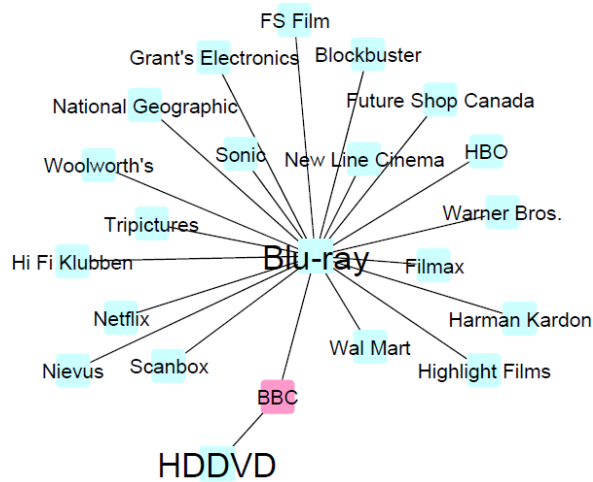 FS Film
Grant's Electronics
Blockbuster
National Geographic
Future Shop Canada
Woolworth's
Sonic
New Line Cinema
HBO
Tripictures
Warner Bros.
Hi Fi Klubben
Blu-ray
Filmax
Netflix
Harman Kardon
Wal Mart
Nievus
Scanbox
Highlight Films
BBC
HDDVD